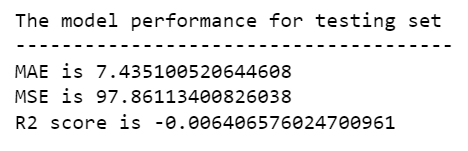 The model performance for testing set
---------------------------------------
MAE is 7.435100520644608
MSE is 97.86113400826038
R2 score is -0.006406576024700961